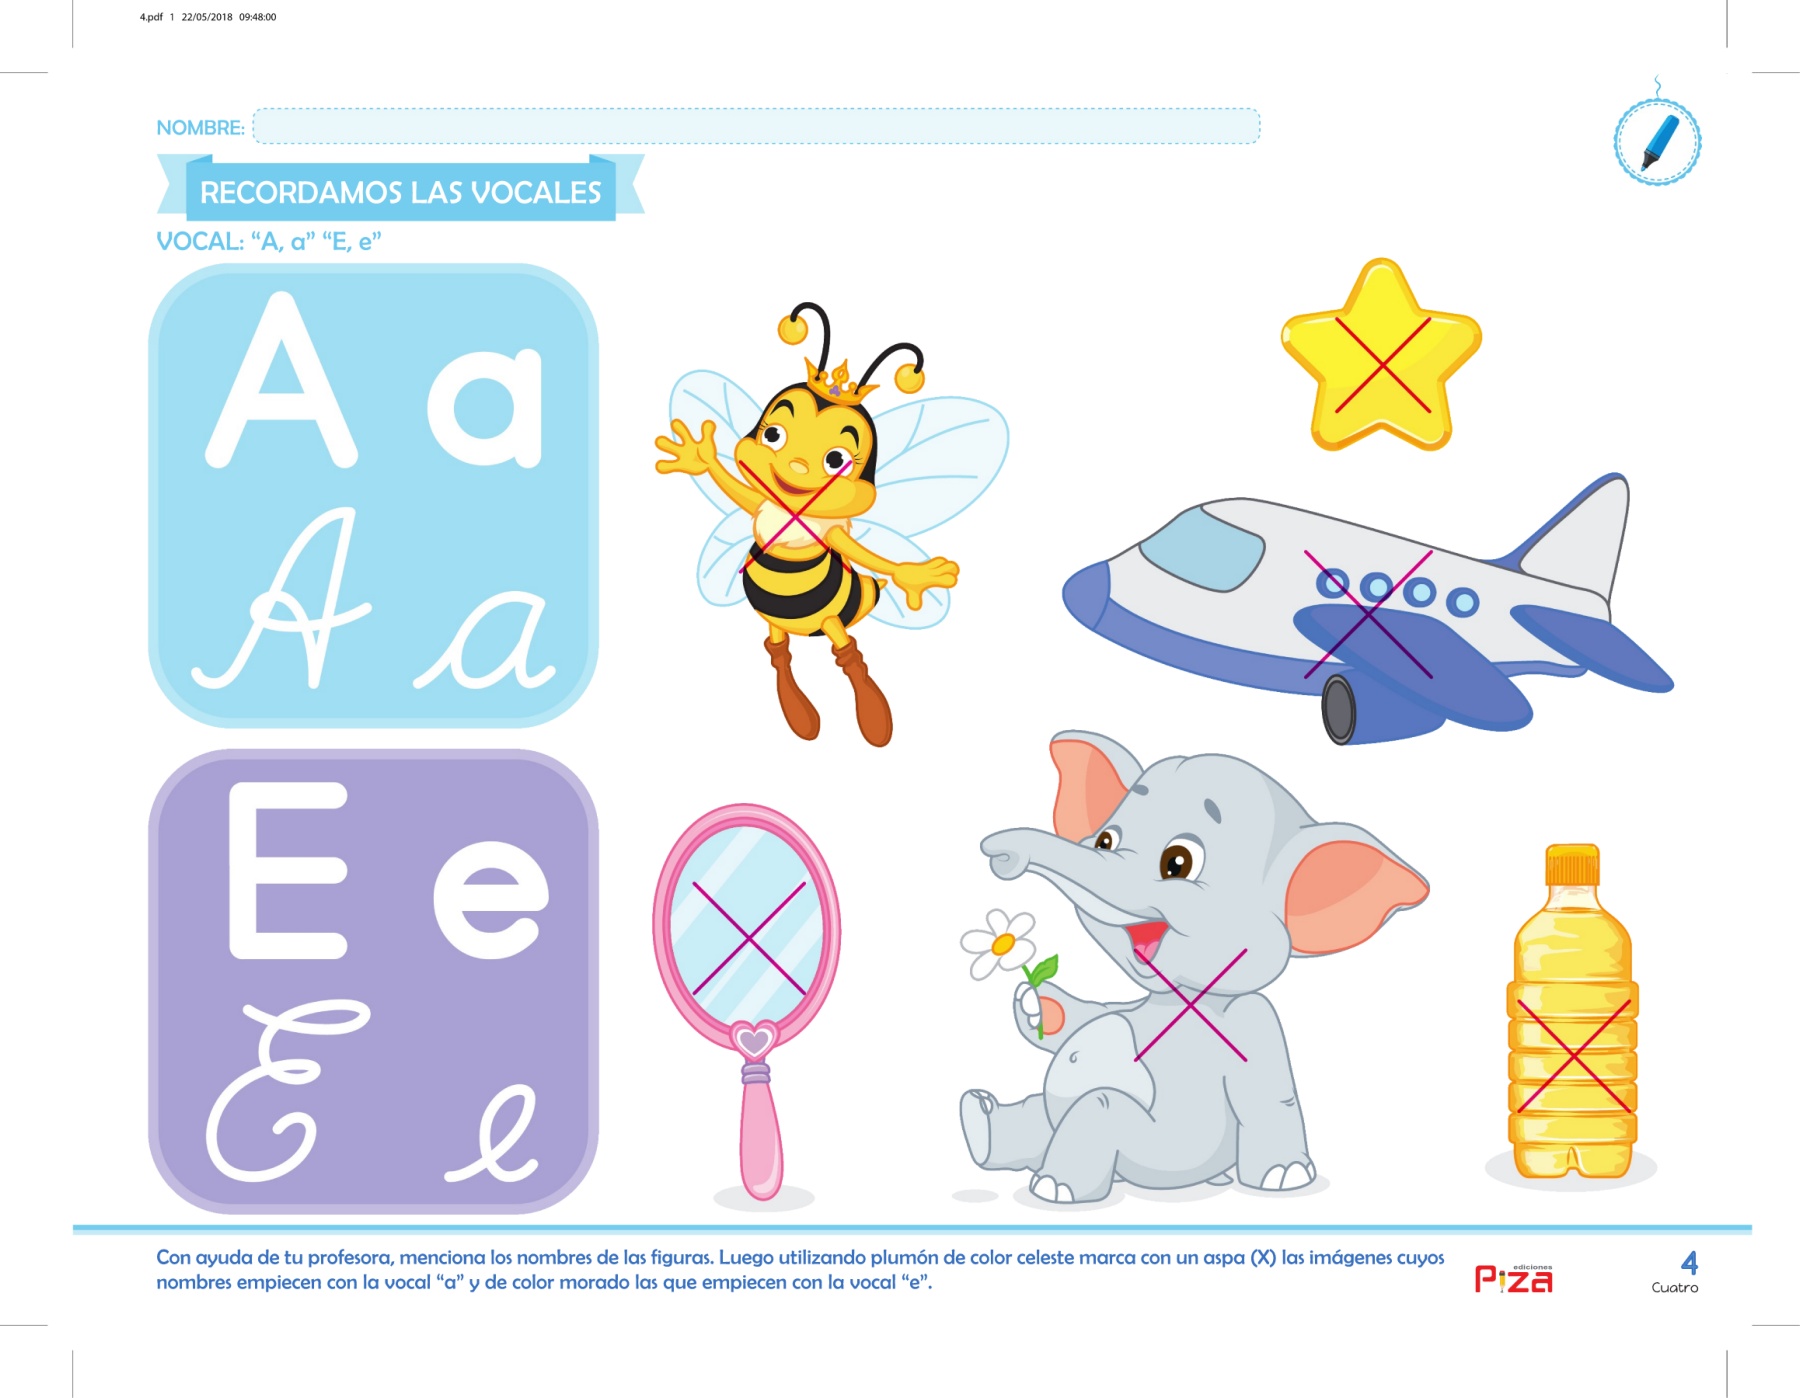 4.pdf 1 22/05/2018 09:48:00
NOMBRE:
RECORDAMOS LAS VOCALES
VOCAL: “A, a” “E, e”
A a
A a
E e
E e
Con ayuda de tu profesora, menciona los nombres de las figuras. Luego utilizando plumón de color celeste marca con un aspa (X) las imágenes cuyos
nombres empiecen con la vocal “a” y de color morado las que empiecen con la vocal “e”.
ediciones
Piza
4
Cuatro